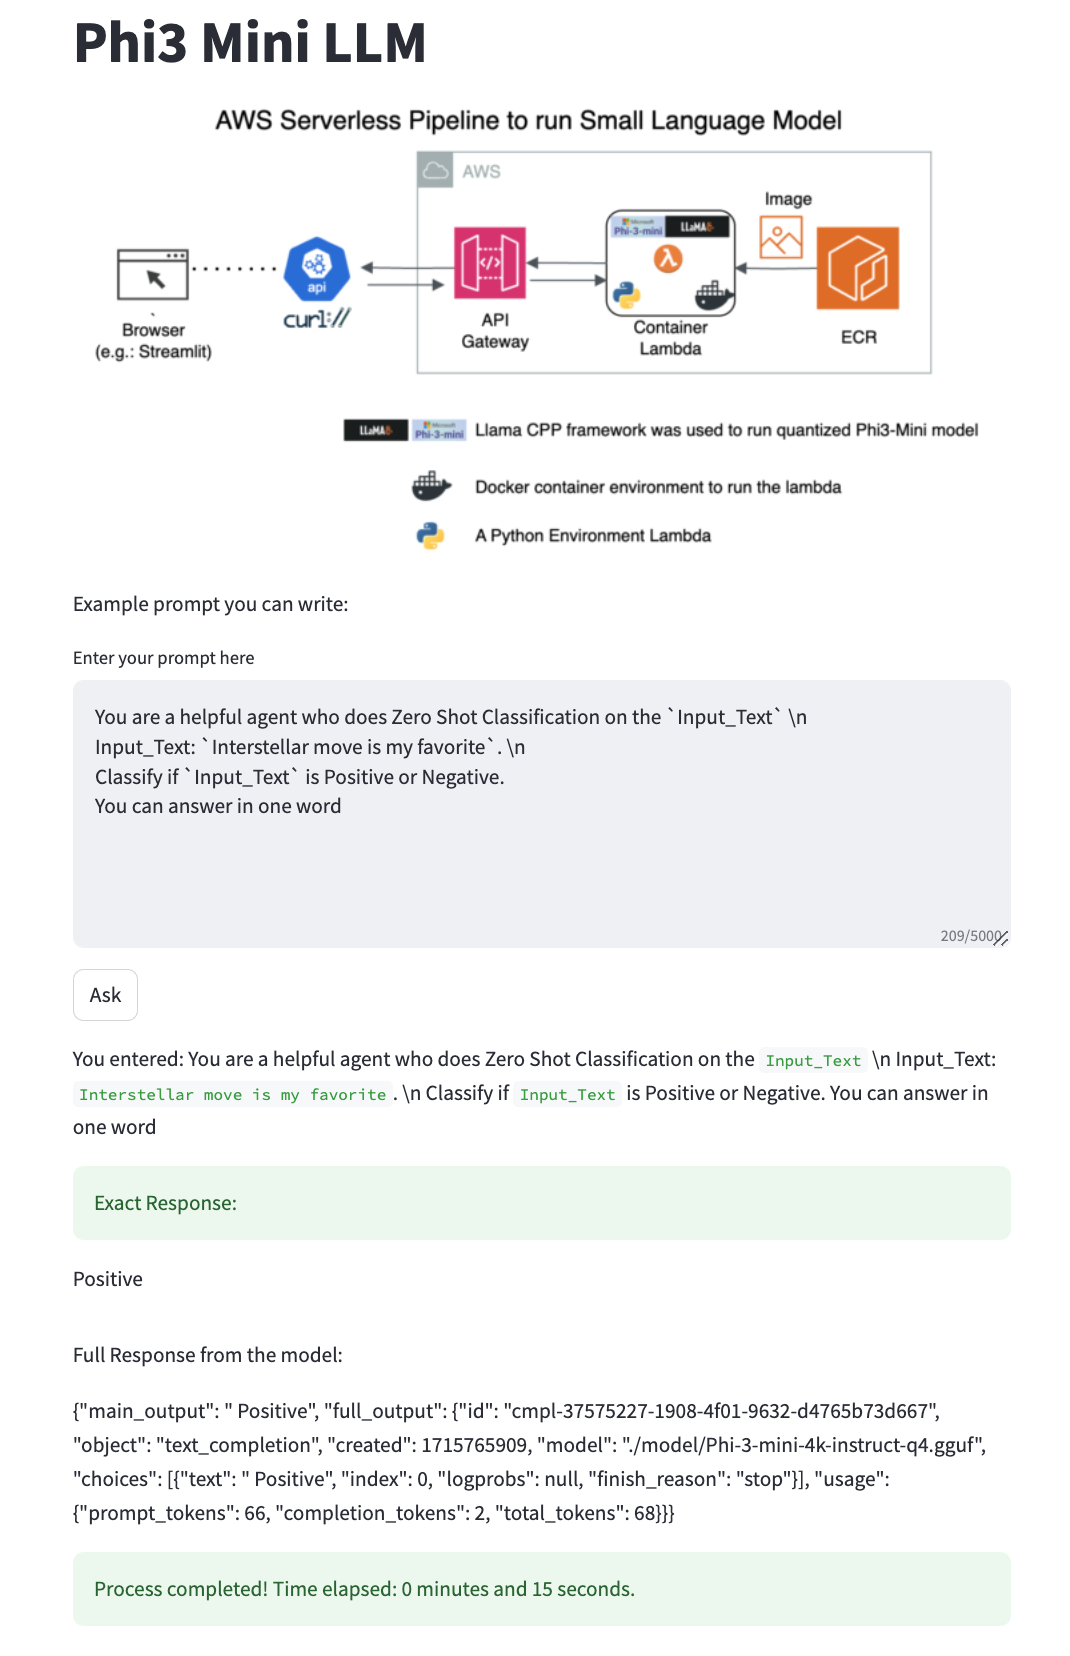 Phi3 Mini LLM
AWS Serverless Pipeline to run Small Language Model
AWS
Image
Microsoft
Phi-3-mini
LLaMA
</>
api
curl://
API
Gateway
Container
Lambda
ECR
Browser
(e.g.: Streamlit)
LLaMA
Microsoft
Phi-3-mini
Llama CPP framework was used to run quantized Phi3-Mini model
Docker container environment to run the lambda
A Python Environment Lambda
Example prompt you can write:
Enter your prompt here
You are a helpful agent who does Zero Shot Classification on the `Input_Text` \n
Input_Text: `Interstellar move is my favorite`. \n
Classify if `Input_Text` is Positive or Negative.
You can answer in one word
209/5000
Ask
You entered: You are a helpful agent who does Zero Shot Classification on the Input_Text \n Input_Text:
Interstellar move is my favorite . \n Classify if Input_Text is Positive or Negative. You can answer in
one word
Exact Response:
Positive
Full Response from the model:
{"main_output": " Positive", "full_output": {"id": "cmpl-37575227-1908-4f01-9632-d4765b73d667",
"object": "text_completion", "created": 1715765909, "model": "./model/Phi-3-mini-4k-instruct-q4.gguf",
"choices": [{"text": " Positive", "index": 0, "logprobs": null, "finish_reason": "stop"}], "usage":
{"prompt_tokens": 66, "completion_tokens": 2, "total_tokens": 68}}}
Process completed! Time elapsed: 0 minutes and 15 seconds.